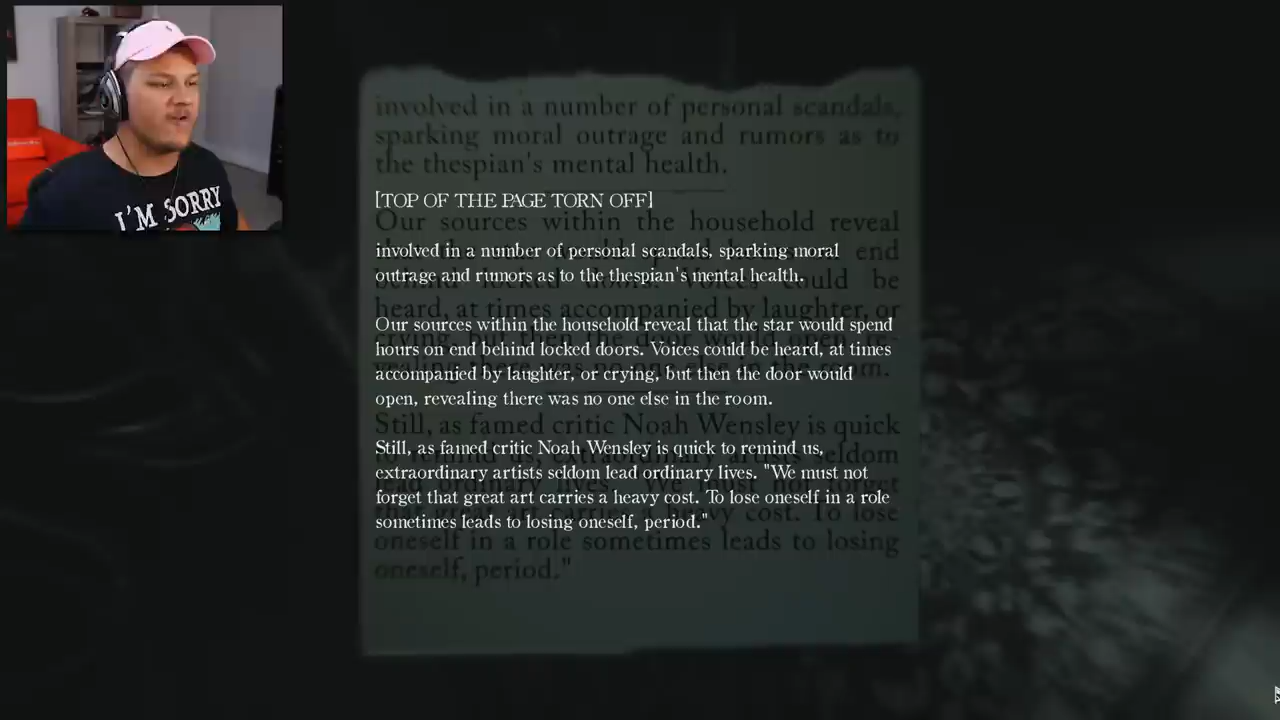 I'M SORRY
involved in a number of personal scandals,
sparking moral outrage and rumors as to
the thespian's mental health.
[TOP OF THE PAGE TORN OFF]
Our sources within the household reveal
involved in a number of personal scandals, sparking moral
outrage and rumors as to the thespian's mental health.
Our sources within the household reveal that the star would spend
hours on end behind locked doors. Voices could be heard, at times
accompanied by laughter, or crying, but then the door would
open, revealing there was no one else in the room.
Still, as famed critic Noah Wensley is quick
Still, as famed critic Noah Wensley is quick to remind us,
extraordinary artists seldom lead ordinary lives. "We must not
forget that great art carries a heavy cost. To lose oneself in a role
sometimes leads to losing oneself, period."
oneself in a role sometimes leads to losing
oneself, period."